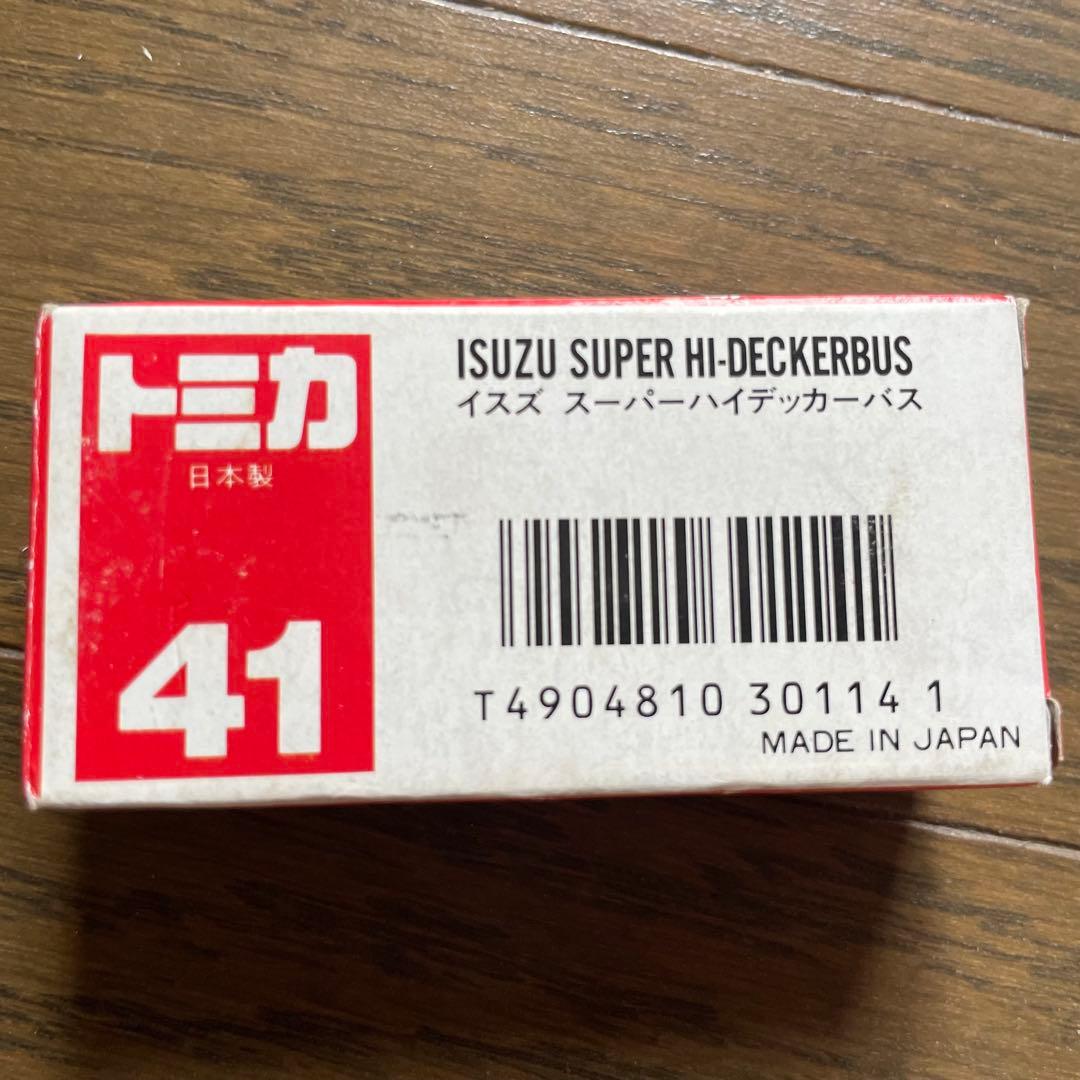 トミカ
日本製
41
ISUZU SUPER HI-DECKERBUS
イスズ スーパーハイデッカーバス
T4904810 30114 1
MADE IN JAPAN